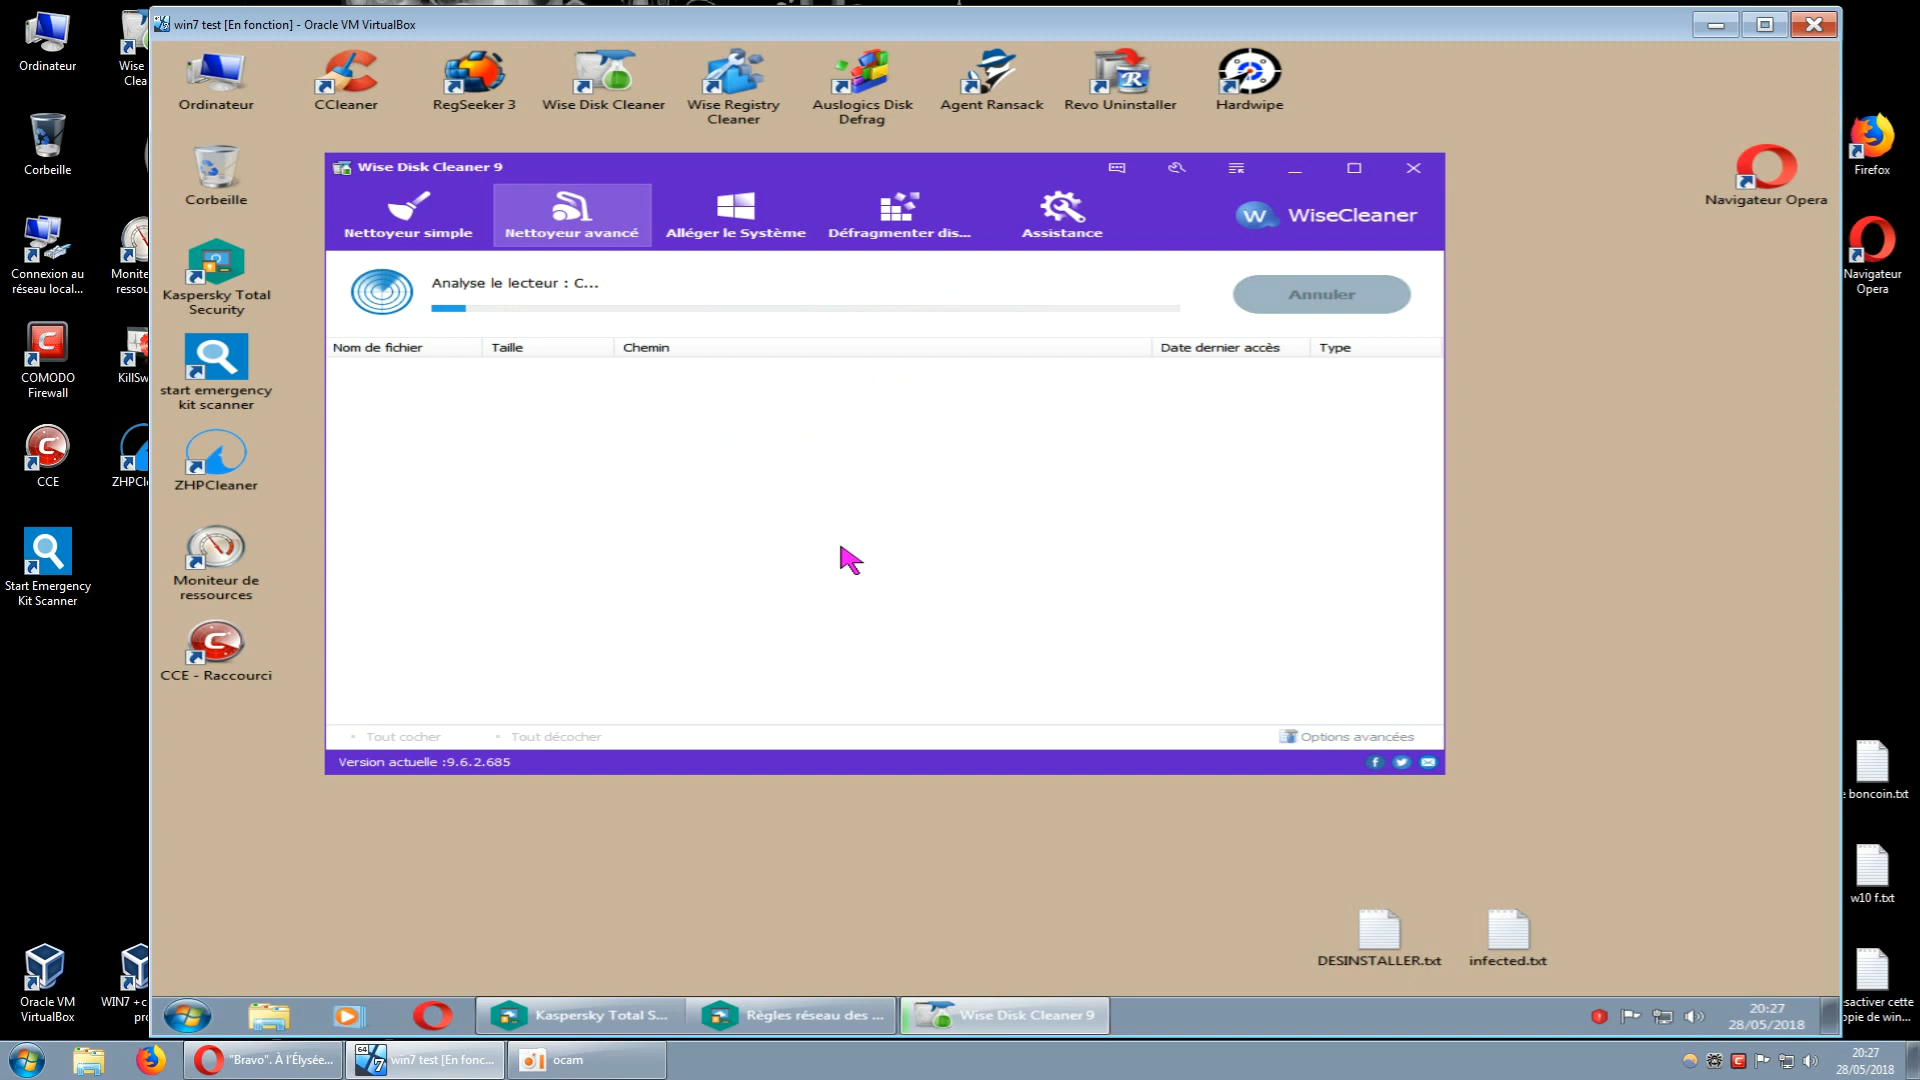 win7 test [En fonction] - Oracle VM VirtualBox
Ordinateur
Wise
Clea
Corbeille
Connexion au
réseau local...
Monite
ressou
COMODO
Firewall
KillSw
CCE
ZHPCl
Start Emergency
Kit Scanner
Oracle VM
VirtualBox
WIN7 +c
pro
Ordinateur
CCleaner
RegSeeker 3
Wise Disk Cleaner
Wise Registry
Cleaner
Auslogics Disk
Defrag
Agent Ransack
Revo Uninstaller
Hardwipe
Corbeille
Kaspersky Total
Security
start emergency
kit scanner
ZHPCleaner
Moniteur de
ressources
CCE - Raccourci
Navigateur Opera
Wise Disk Cleaner 9
Nettoyeur simple
Nettoyeur avancé
Alléger le Système
Défragmenter dis...
Assistance
W WiseCleaner
Analyse le lecteur : C...
Annuler
Nom de fichier
Taille
Chemin
Date dernier accès
Type
Tout cocher
Tout décocher
Options avancées
Version actuelle :9.6.2.685
DESINSTALLER.txt
infected.txt
Firefox
Navigateur
Opera
e boncoin.txt
w10 f.txt
sactiver cette
opie de win...
Kaspersky Total S...
Règles réseau des ...
Wise Disk Cleaner 9
20:27
28/05/2018
"Bravo". À l'Élysée...
64
win7 test [En fonc...
ocam
20:27
28/05/2018